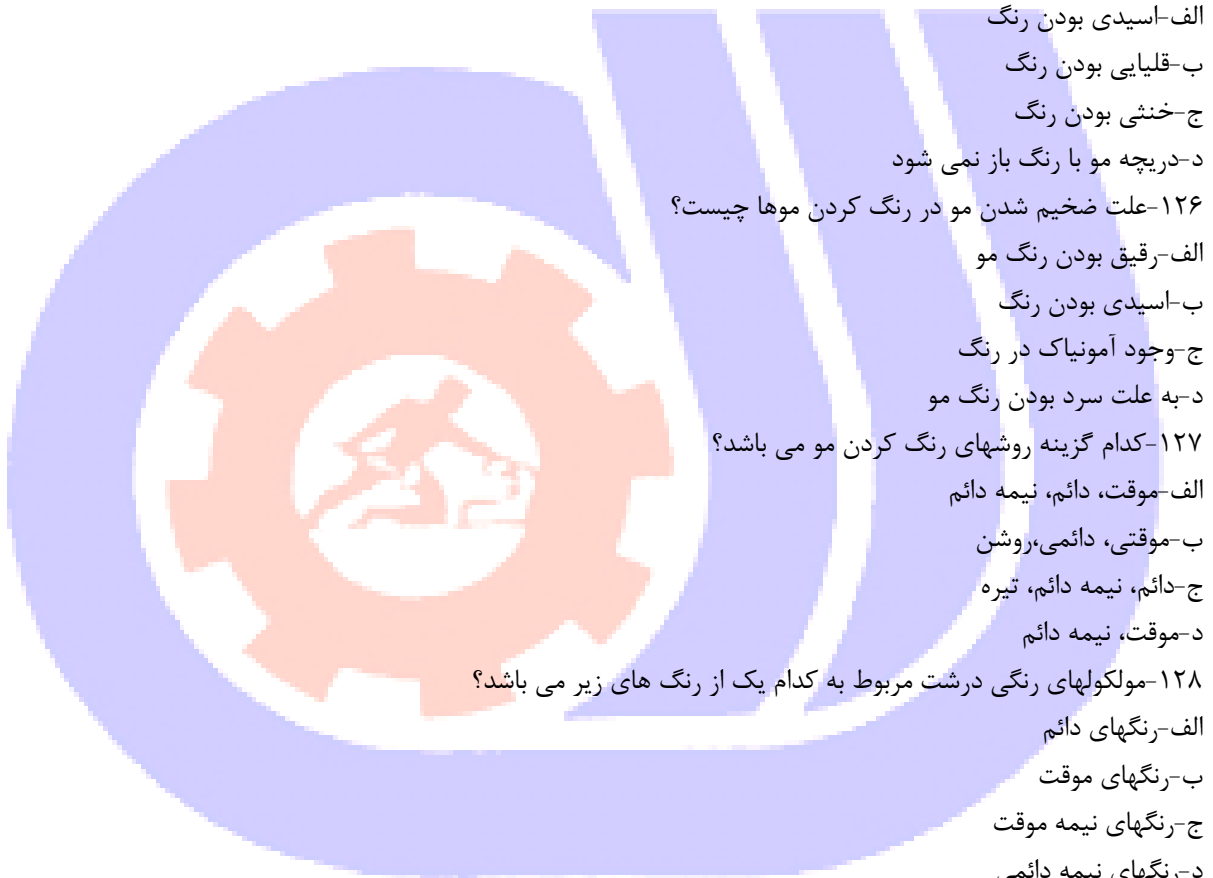 الف-اسیدی بودن رنگ
ب-قلیایی بودن رنگ
ج-خنثی بودن رنگ
د-دریچه مو با رنگ باز نمی شود
۱۲۶-علت ضخیم شدن مو در رنگ کردن موها چیست؟
الف-رقیق بودن رنگ مو
ب-اسیدی بودن رنگ
ج-وجود آمونیاک در رنگ
د-به علت سرد بودن رنگ مو
۱۲۷-کدام گزینه روشهای رنگ کردن مو می باشد؟
الف-موقت، دائم، نیمه دائم
ب-موقتی، دائمی،روشن
ج-دائم، نیمه دائم، تیره
د-موقت، نیمه دائم
۱۲۸-مولکولهای رنگی درشت مربوط به کدام یک از رنگ های زیر می باشد؟
الف-رنگهای دائم
ب-رنگهای موقت
ج-رنگهای نیمه موقت
د-رنگهای نیمه دائمی